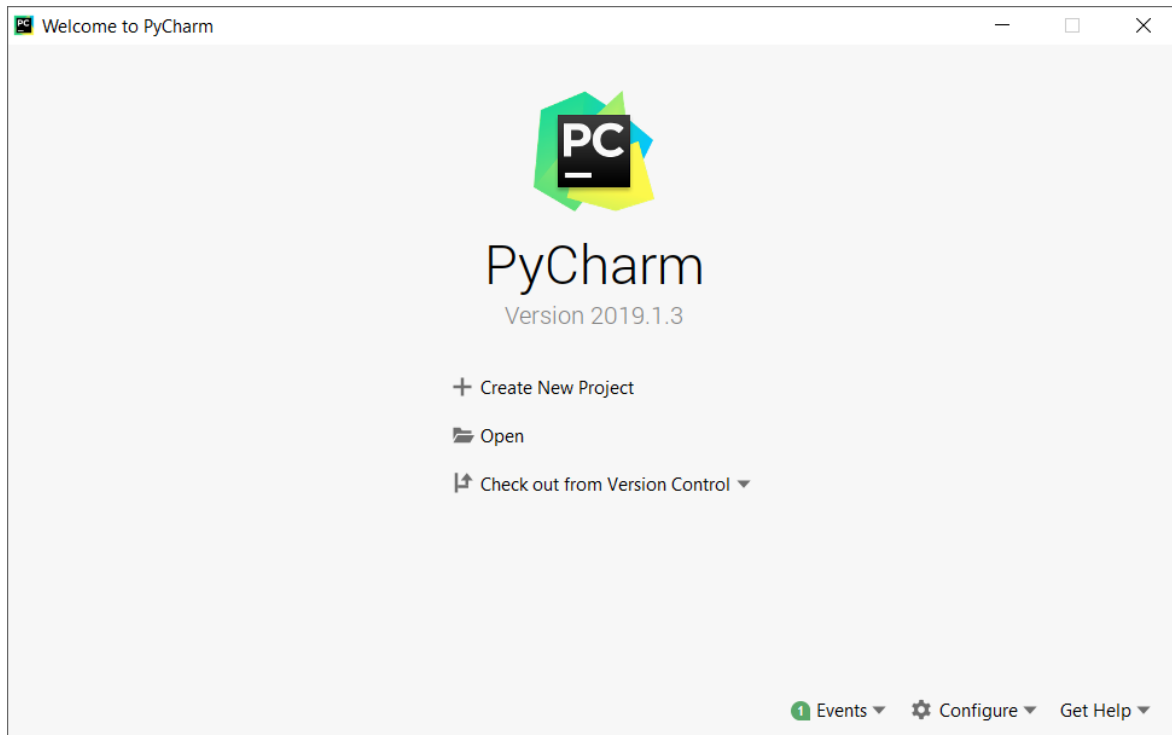 Welcome to PyCharm
PC
PyCharm
Version 2019.1.3
Create New Project
Open
Check out from Version Control
1 Events Configure Get Help